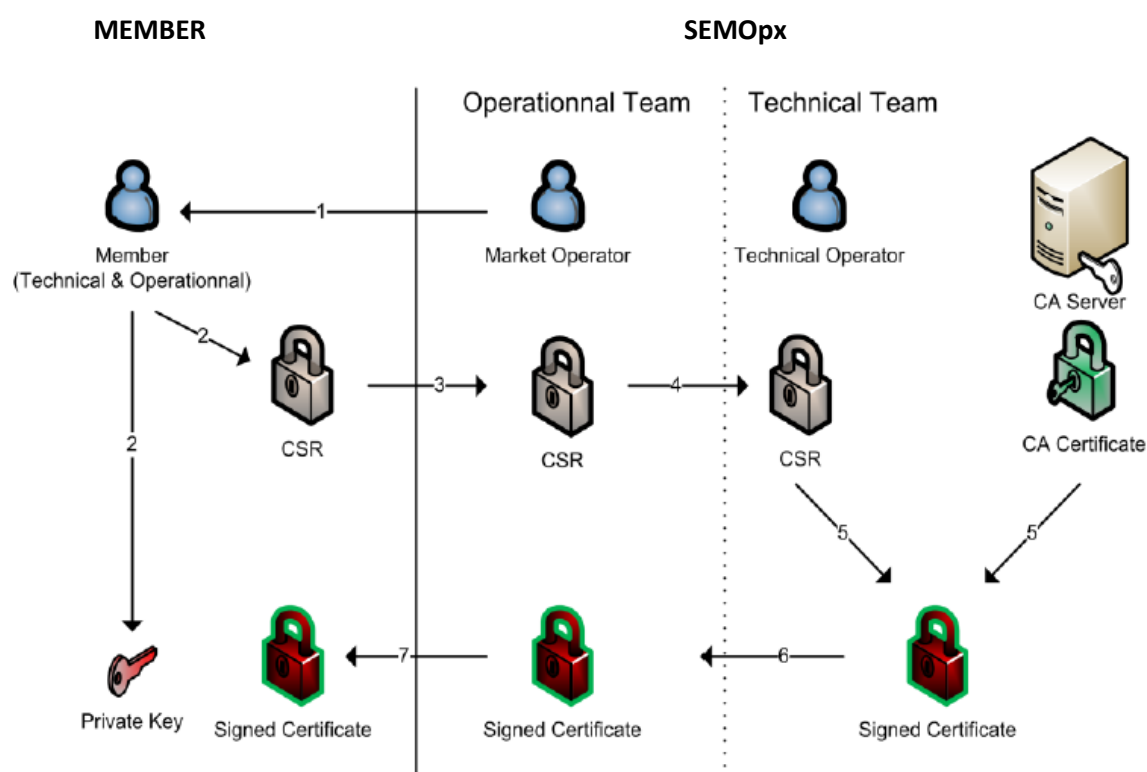 MEMBER
SEMOpx
Operationnal Team
Technical Team
1
Member
(Technical & Operationnal)
Market Operator
Technical Operator
CA Server
2
3
4
2
CSR
CSR
CSR
CA Certificate
5
5
7
6
Private Key
Signed Certificate
Signed Certificate
Signed Certificate